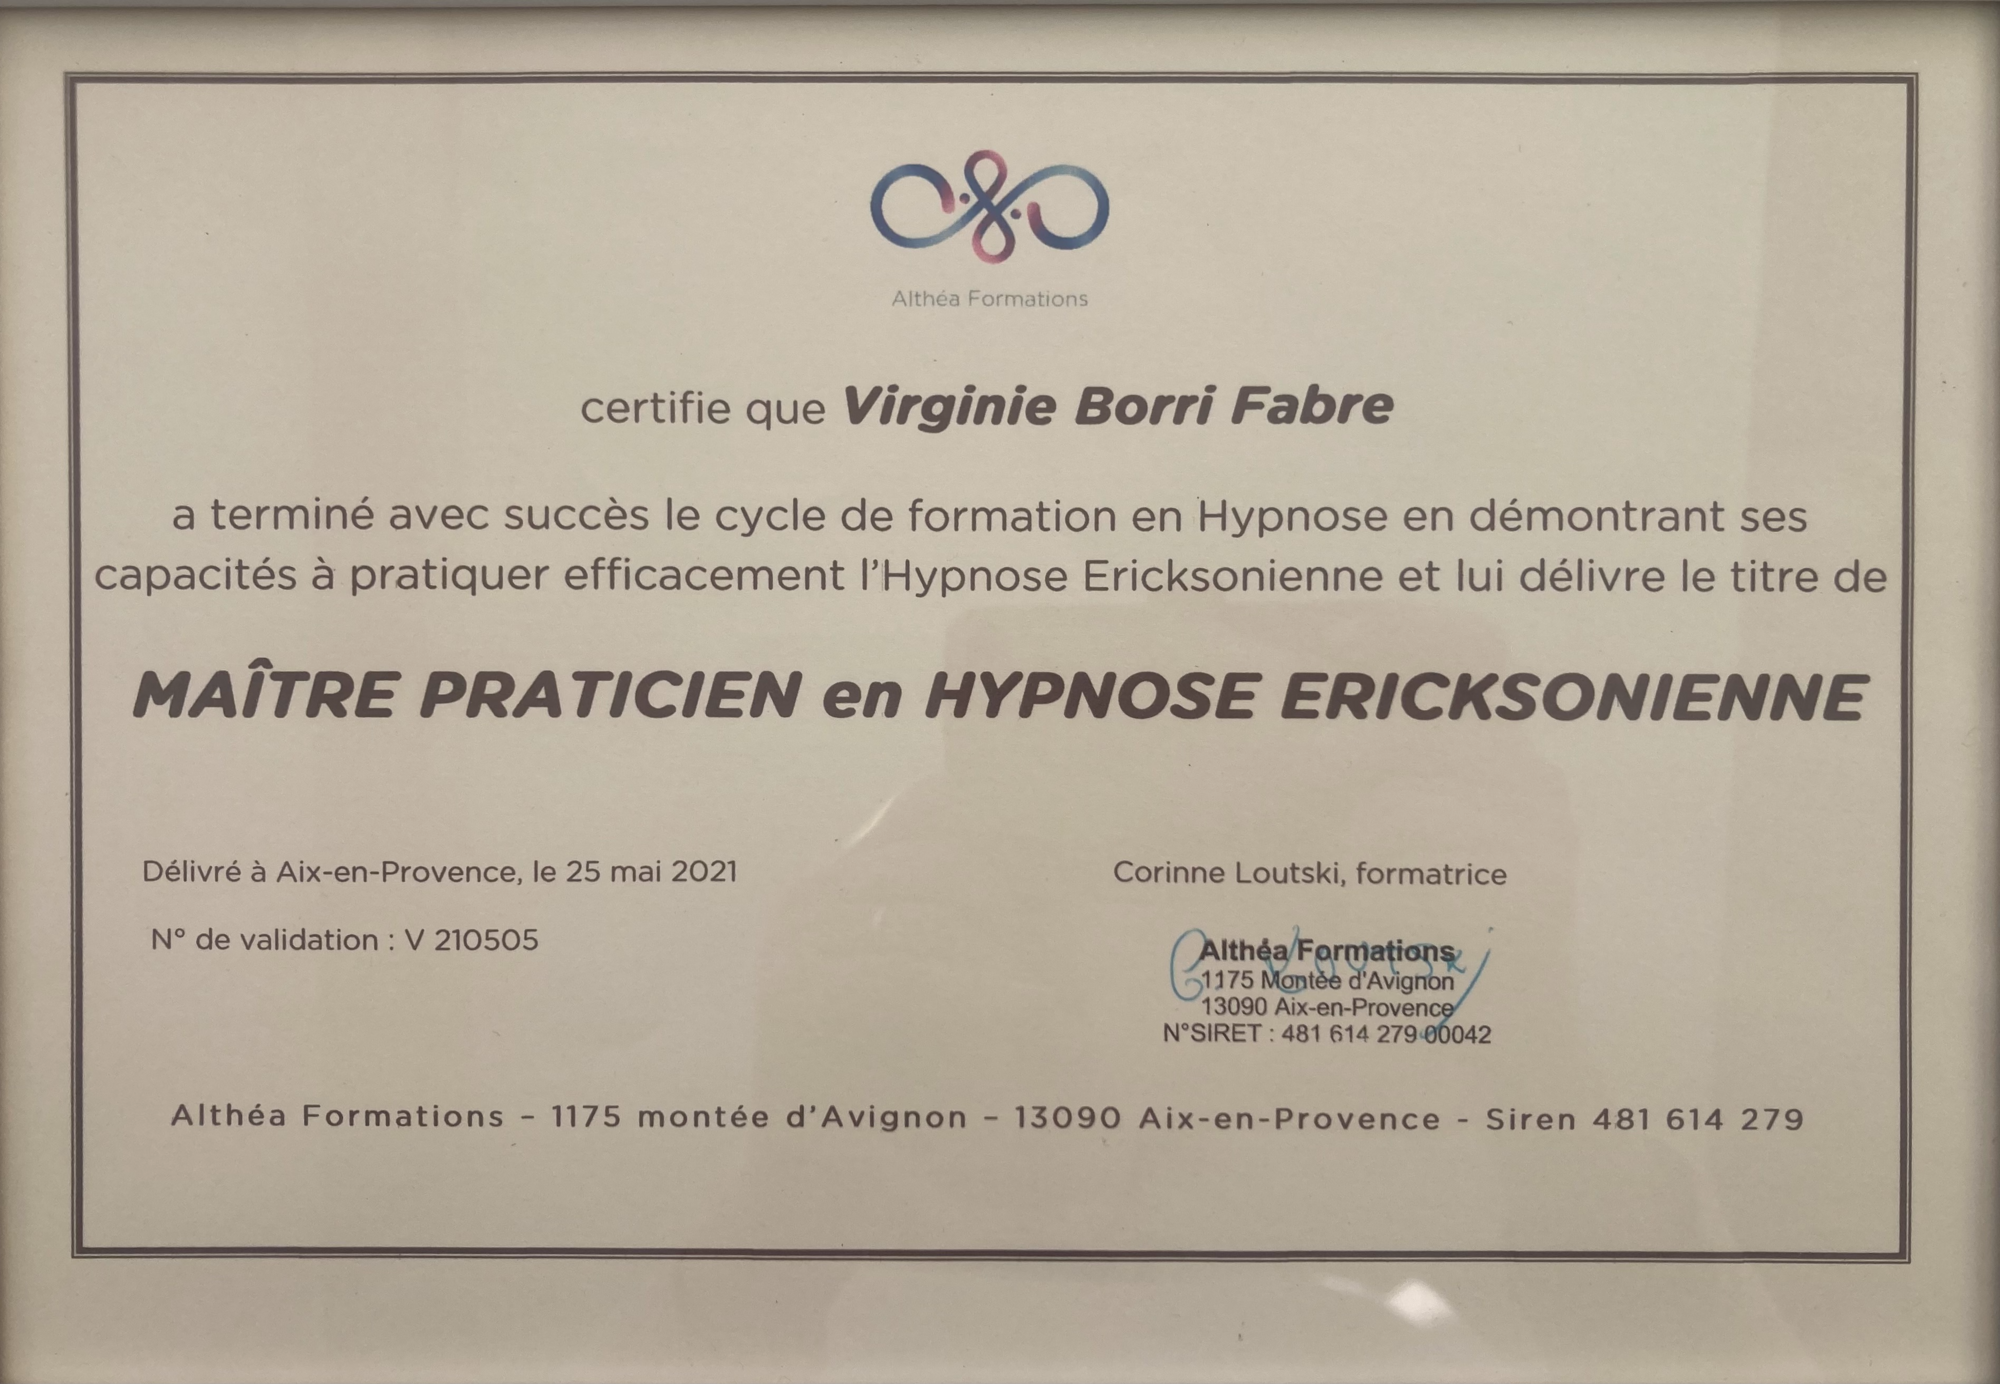 Althéa Formations
certifie que Virginie Borri Fabre
a terminé avec succès le cycle de formation en Hypnose en démontrant ses
capacités à pratiquer efficacement l'Hypnose Ericksonienne et lui délivre le titre de
MAÎTRE PRATICIEN en HYPNOSE ERICKSONIENNE
Délivré à Aix-en-Provence, le 25 mai 2021
N° de validation : V 210505
Corinne Loutski, formatrice
Althéa Formations
1175 Montée d'Avignon
13090 Aix-en-Provence
N°SIRET : 481 614 279 00042
Althéa Formations – 1175 montée d'Avignon – 13090 Aix-en-Provence - Siren 481 614 279